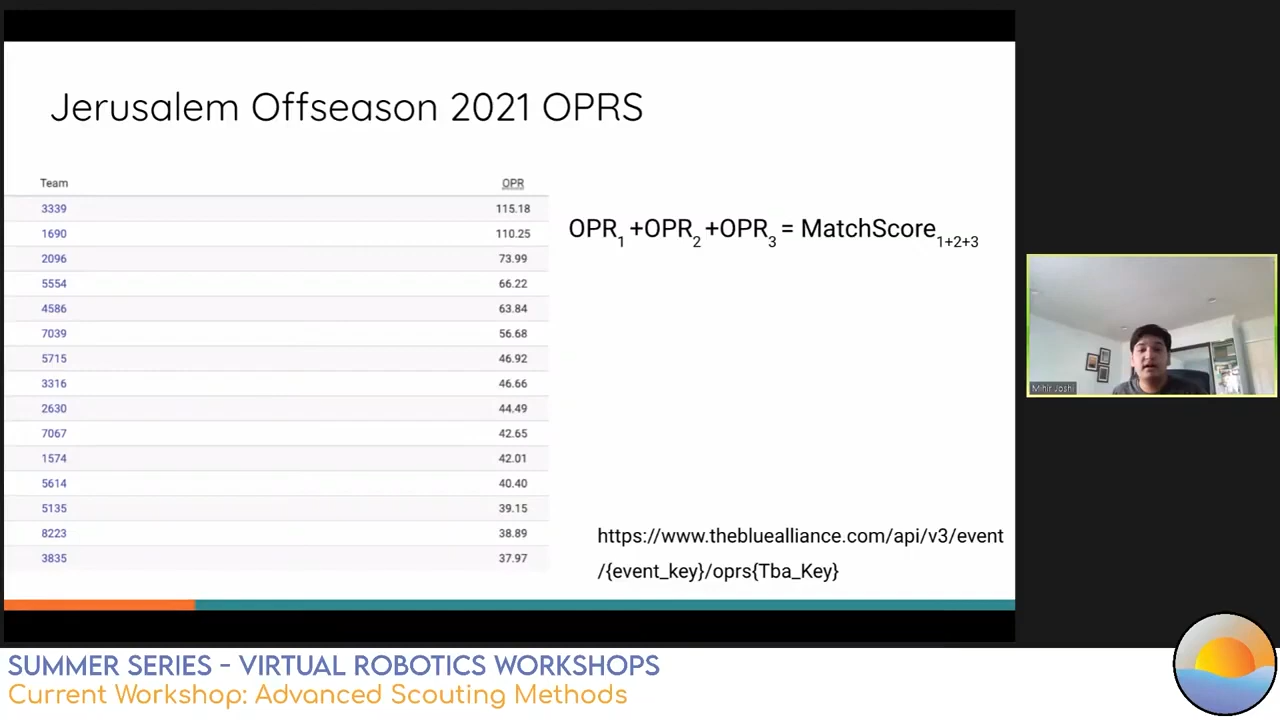 Jerusalem Offseason 2021 OPRS
Team OPR
3339 115.18
1690 110.25
2096 73.99
5554 66.22
4586 63.84
7039 56.68
5715 46.92
3316 46.66
2630 44.49
7067 42.65
1574 42.01
5614 40.40
5135 39.15
8223 38.89
3835 37.97
OPR1 +OPR2 +OPR3 = MatchScore1+2+3
https://www.thebluealliance.com/api/v3/event
/{event_key}/oprs{Tba_Key}
Mihir Joshi
SUMMER SERIES - VIRTUAL ROBOTICS WORKSHOPS
Current Workshop: Advanced Scouting Methods